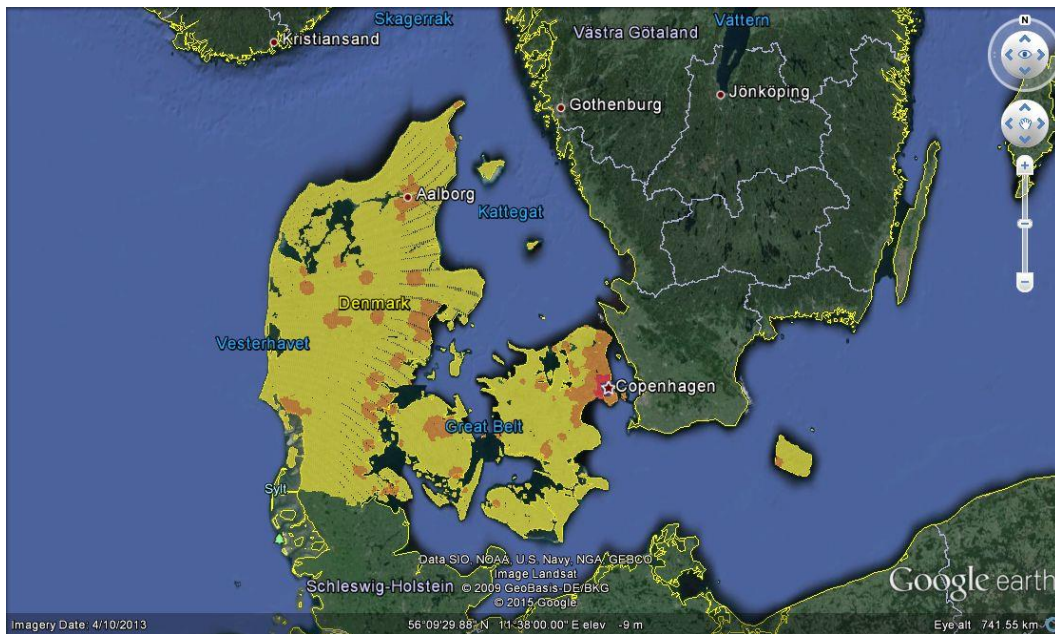 Skagerrak
Vättern
Kristiansand
Västra Götaland
N
Jönköping
Gothenburg
Aalborg
Kattegat
Denmark
Vesterhavet
Copenhagen
Great Belt
Sylt
Data SIO, NOAA, U.S. Navy, NGA, GEBCO
Image Landsat
Schleswig-Holstein
© 2009 GeoBasis-DE/BKG
© 2015 Google
Google earth
Imagery Date: 4/10/2013
56°09'29.88" N 11°38'00.00" E elev -9 m
Eye alt 741.55 km